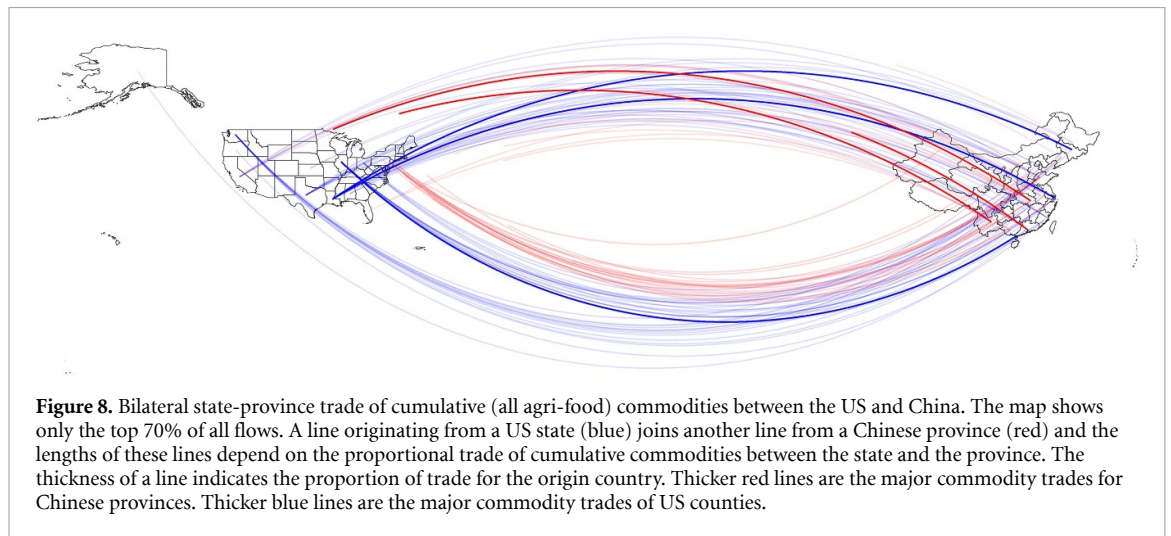 Figure 8. Bilateral state-province trade of cumulative (all agri-food) commodities between the US and China. The map shows
only the top 70% of all flows. A line originating from a US state (blue) joins another line from a Chinese province (red) and the
lengths of these lines depend on the proportional trade of cumulative commodities between the state and the province. The
thickness of a line indicates the proportion of trade for the origin country. Thicker red lines are the major commodity trades for
Chinese provinces. Thicker blue lines are the major commodity trades of US counties.